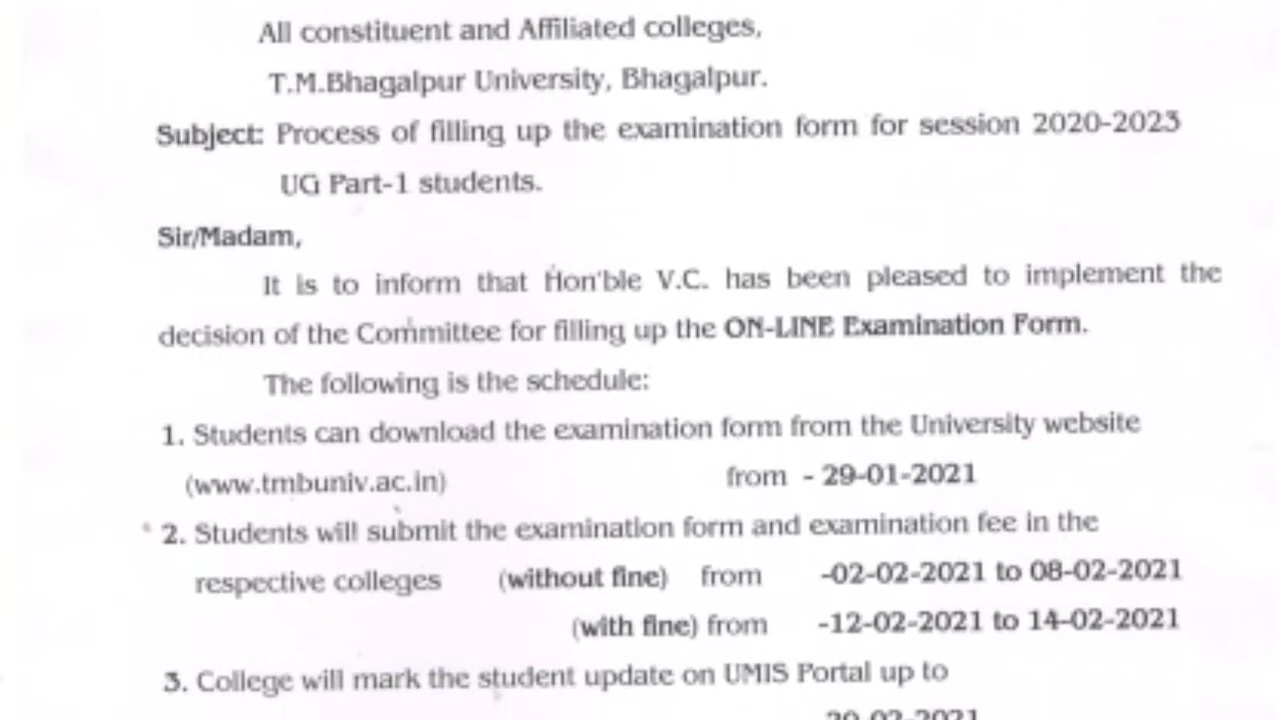 All constituent and Affiliated colleges,
T.M.Bhagalpur University, Bhagalpur.
Subject: Process of filling up the examination form for session 2020-2023
UG Part-1 students.
Sir/Madam,
It is to inform that Hon'ble V.C. has been pleased to implement the
decision of the Committee for filling up the ON-LINE Examination Form.
The following is the schedule:
1. Students can download the examination form from the University website
(www.tmbuniv.ac.in) from - 29-01-2021
2. Students will submit the examination form and examination fee in the
respective colleges (without fine) from -02-02-2021 to 08-02-2021
(with fine) from -12-02-2021 to 14-02-2021
3. College will mark the student update on UMIS Portal up to